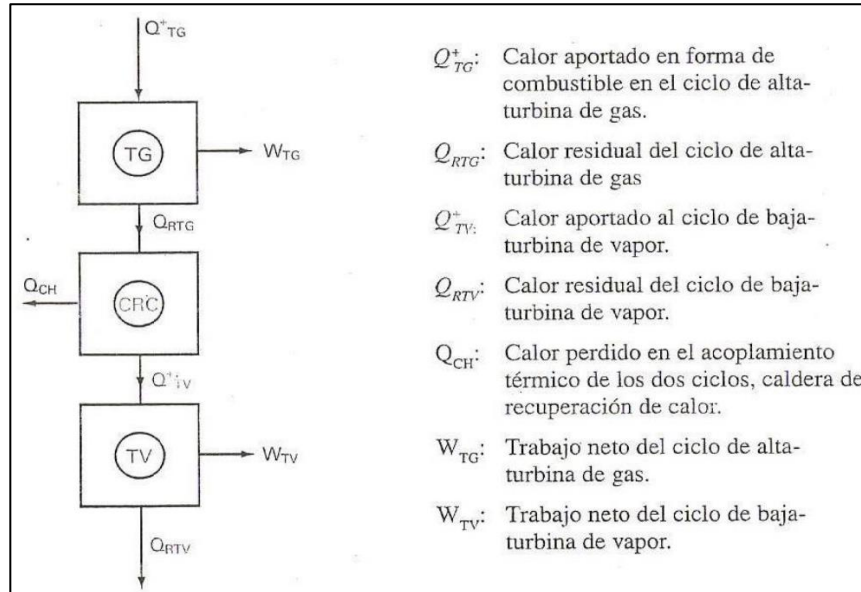 Q⁺TG
TG
WTG
QRTG
QCH
CRC
Q⁺TV
TV
WTV
QRTV
Q⁺TG: Calor aportado en forma de
combustible en el ciclo de alta-
turbina de gas.
QRTG: Calor residual del ciclo de alta-
turbina de gas
Q⁺TV: Calor aportado al ciclo de baja-
turbina de vapor.
QRTV: Calor residual del ciclo de baja-
turbina de vapor.
QCH: Calor perdido en el acoplamiento
térmico de los dos ciclos, caldera de
recuperación de calor.
WTG: Trabajo neto del ciclo de alta-
turbina de gas.
WTV: Trabajo neto del ciclo de baja-
turbina de vapor.